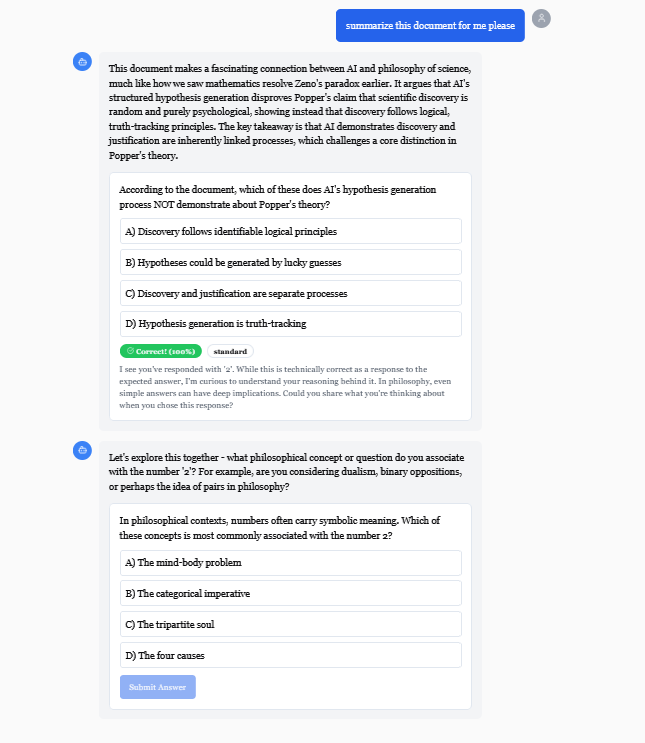 summarize this document for me please
This document makes a fascinating connection between AI and philosophy of science,
much like how we saw mathematics resolve Zeno's paradox earlier. It argues that AI's
structured hypothesis generation disproves Popper's claim that scientific discovery is
random and purely psychological, showing instead that discovery follows logical,
truth-tracking principles. The key takeaway is that AI demonstrates discovery and
justification are inherently linked processes, which challenges a core distinction in
Popper's theory.
According to the document, which of these does AI's hypothesis generation
process NOT demonstrate about Popper's theory?
A) Discovery follows identifiable logical principles
B) Hypotheses could be generated by lucky guesses
C) Discovery and justification are separate processes
D) Hypothesis generation is truth-tracking
Correct! (100%) standard
I see you've responded with '2'. While this is technically correct as a response to the
expected answer, I'm curious to understand your reasoning behind it. In philosophy, even
simple answers can have deep implications. Could you share what you're thinking about
when you chose this response?
Let's explore this together - what philosophical concept or question do you associate
with the number '2'? For example, are you considering dualism, binary oppositions,
or perhaps the idea of pairs in philosophy?
In philosophical contexts, numbers often carry symbolic meaning. Which of
these concepts is most commonly associated with the number 2?
A) The mind-body problem
B) The categorical imperative
C) The tripartite soul
D) The four causes
Submit Answer